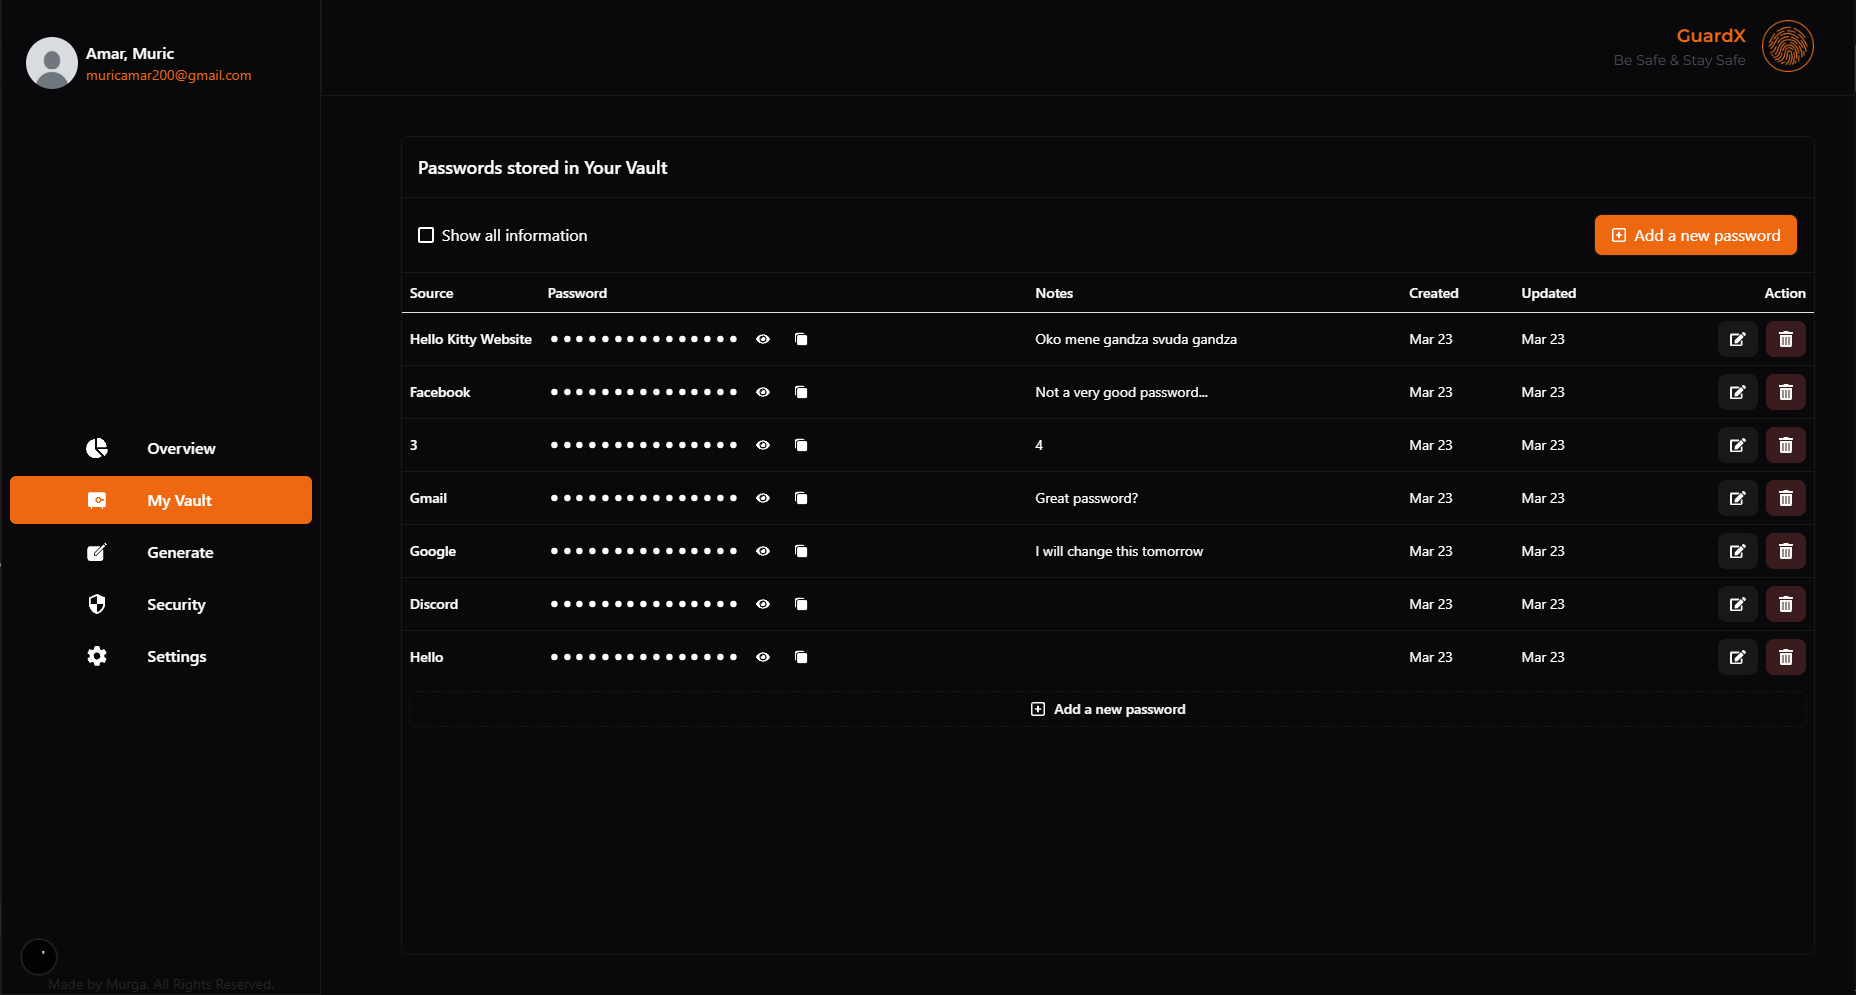 Amar, Muric
muricamar200@gmail.com
GuardX
Be Safe & Stay Safe
Overview
My Vault
Generate
Security
Settings
Made by Murga. All Rights Reserved.
Passwords stored in Your Vault
Show all information
Add a new password
Source Password Notes Created Updated Action
Hello Kitty Website Oko mene gandza svuda gandza Mar 23 Mar 23
Facebook Not a very good password... Mar 23 Mar 23
3 4 Mar 23 Mar 23
Gmail Great password? Mar 23 Mar 23
Google I will change this tomorrow Mar 23 Mar 23
Discord Mar 23 Mar 23
Hello Mar 23 Mar 23
Add a new password